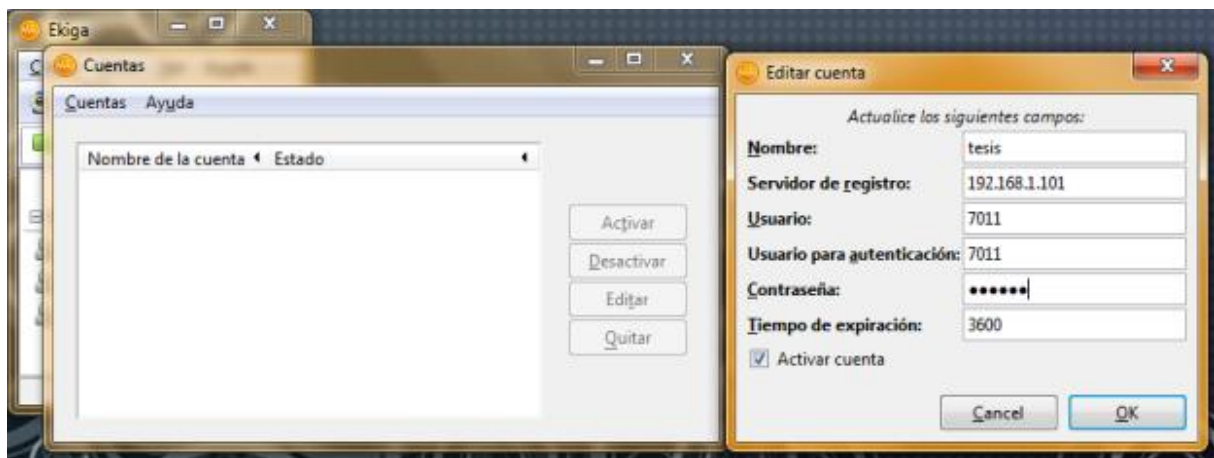 Ekiga
Cuentas
Cuentas Ayuda
Nombre de la cuenta Estado
Activar
Desactivar
Editar
Quitar
Editar cuenta
Actualice los siguientes campos:
Nombre: tesis
Servidor de registro: 192.168.1.101
Usuario: 7011
Usuario para autenticación: 7011
Contraseña: ••••••
Tiempo de expiración: 3600
Activar cuenta
Cancel OK